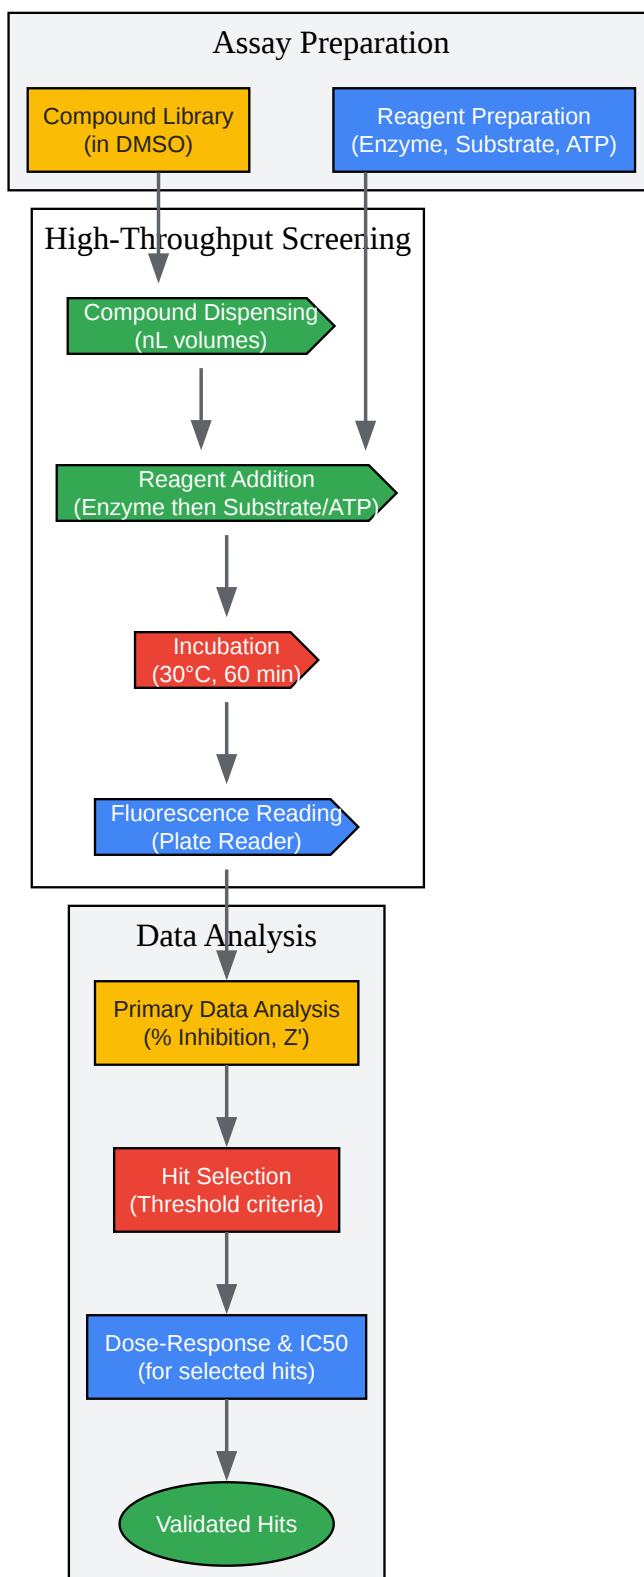 Assay Preparation
Compound Library
(in DMSO)
Reagent Preparation
(Enzyme, Substrate, ATP)
High-Throughput Screening
Compound Dispensing
(nL volumes)
Reagent Addition
(Enzyme then Substrate/ATP)
Incubation
(30°C, 60 min)
Fluorescence Reading
(Plate Reader)
Data Analysis
Primary Data Analysis
(% Inhibition, Z')
Hit Selection
(Threshold criteria)
Dose-Response & IC50
(for selected hits)
Validated Hits